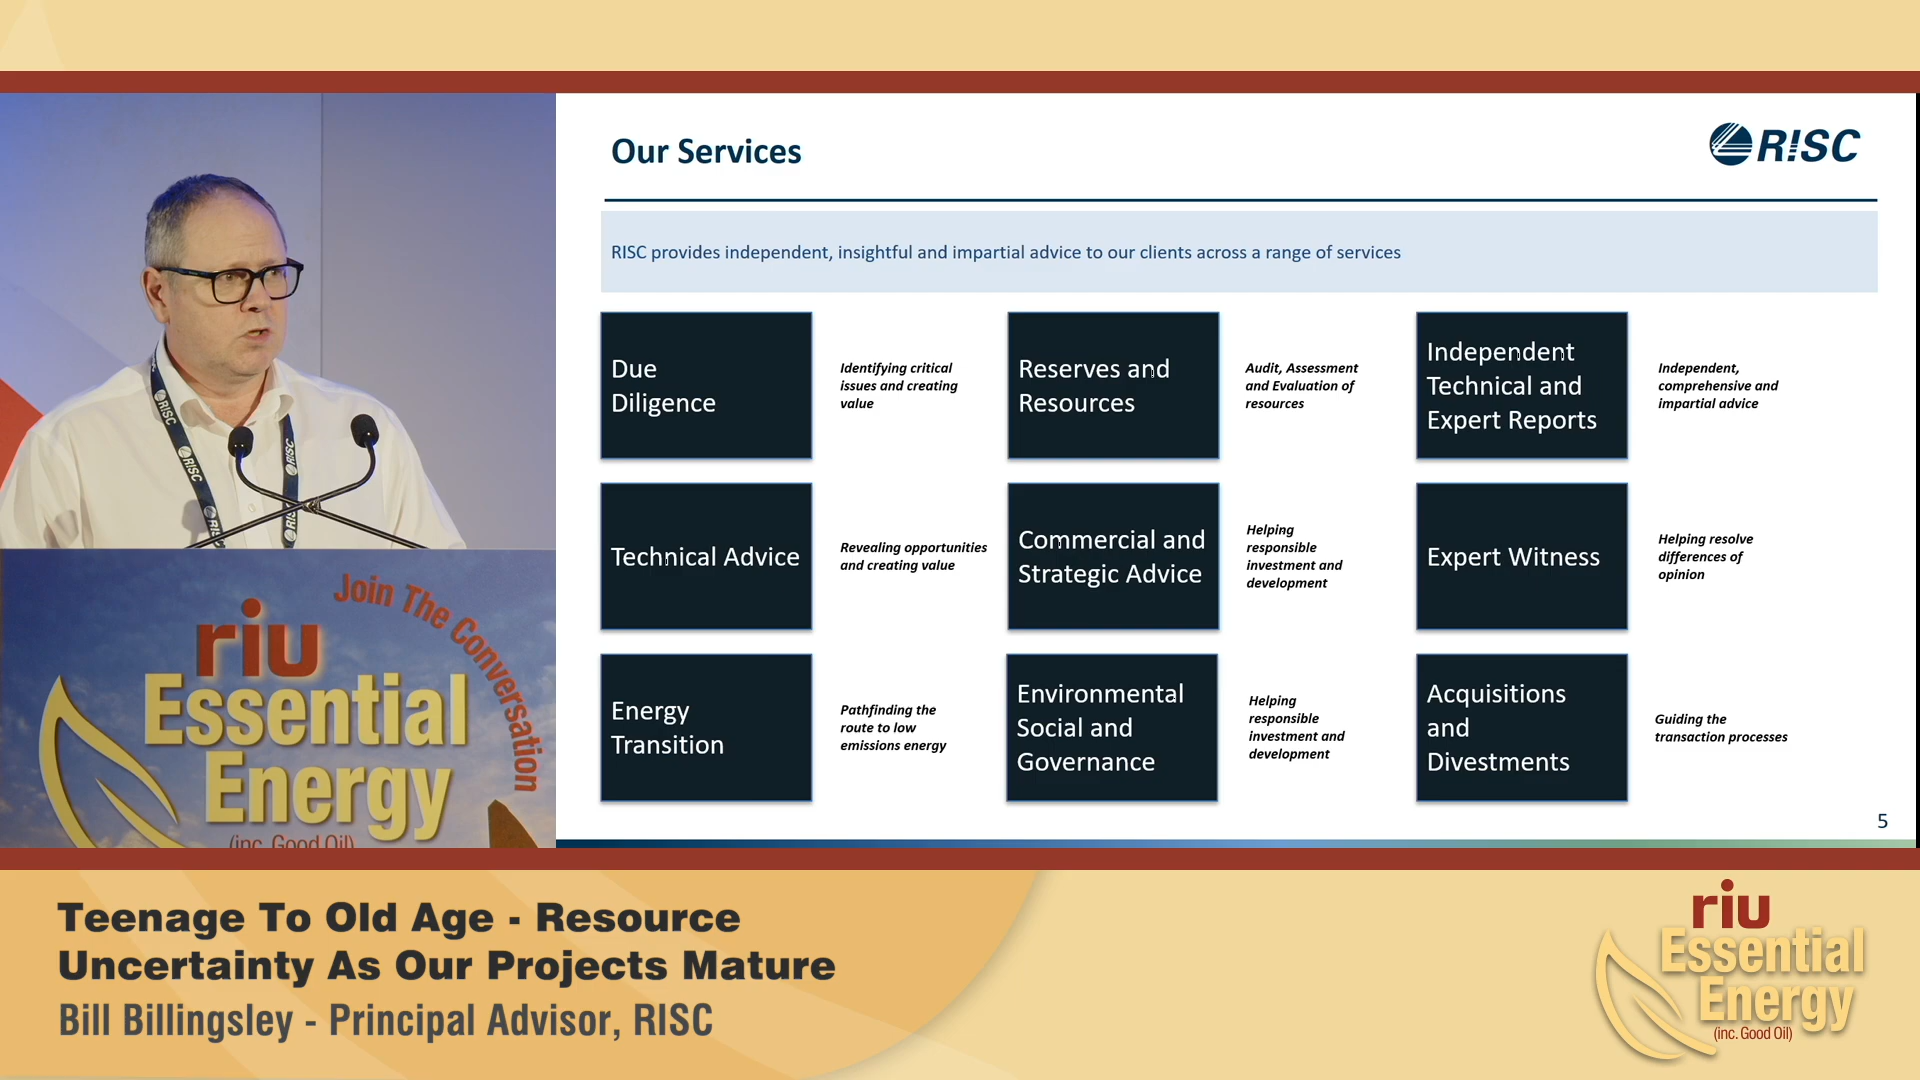 Our Services
RISC
RISC provides independent, insightful and impartial advice to our clients across a range of services
Due
Diligence
Identifying critical
issues and creating
value
Reserves and
Resources
Audit, Assessment
and Evaluation of
resources
Independent
Technical and
Expert Reports
Independent,
comprehensive and
impartial advice
Technical Advice
Revealing opportunities
and creating value
Commercial and
Strategic Advice
Helping
responsible
investment and
development
Expert Witness
Helping resolve
differences of
opinion
Energy
Transition
Pathfinding the
route to low
emissions energy
Environmental
Social and
Governance
Helping
responsible
investment and
development
Acquisitions
and
Divestments
Guiding the
transaction processes
5
RISC
RISC
RISC
RISC
Join The Conversation
riu
Essential
Energy
(inc. Good Oil)
Teenage To Old Age - Resource
Uncertainty As Our Projects Mature
Bill Billingsley - Principal Advisor, RISC
riu
Essential
Energy
(inc. Good Oil)